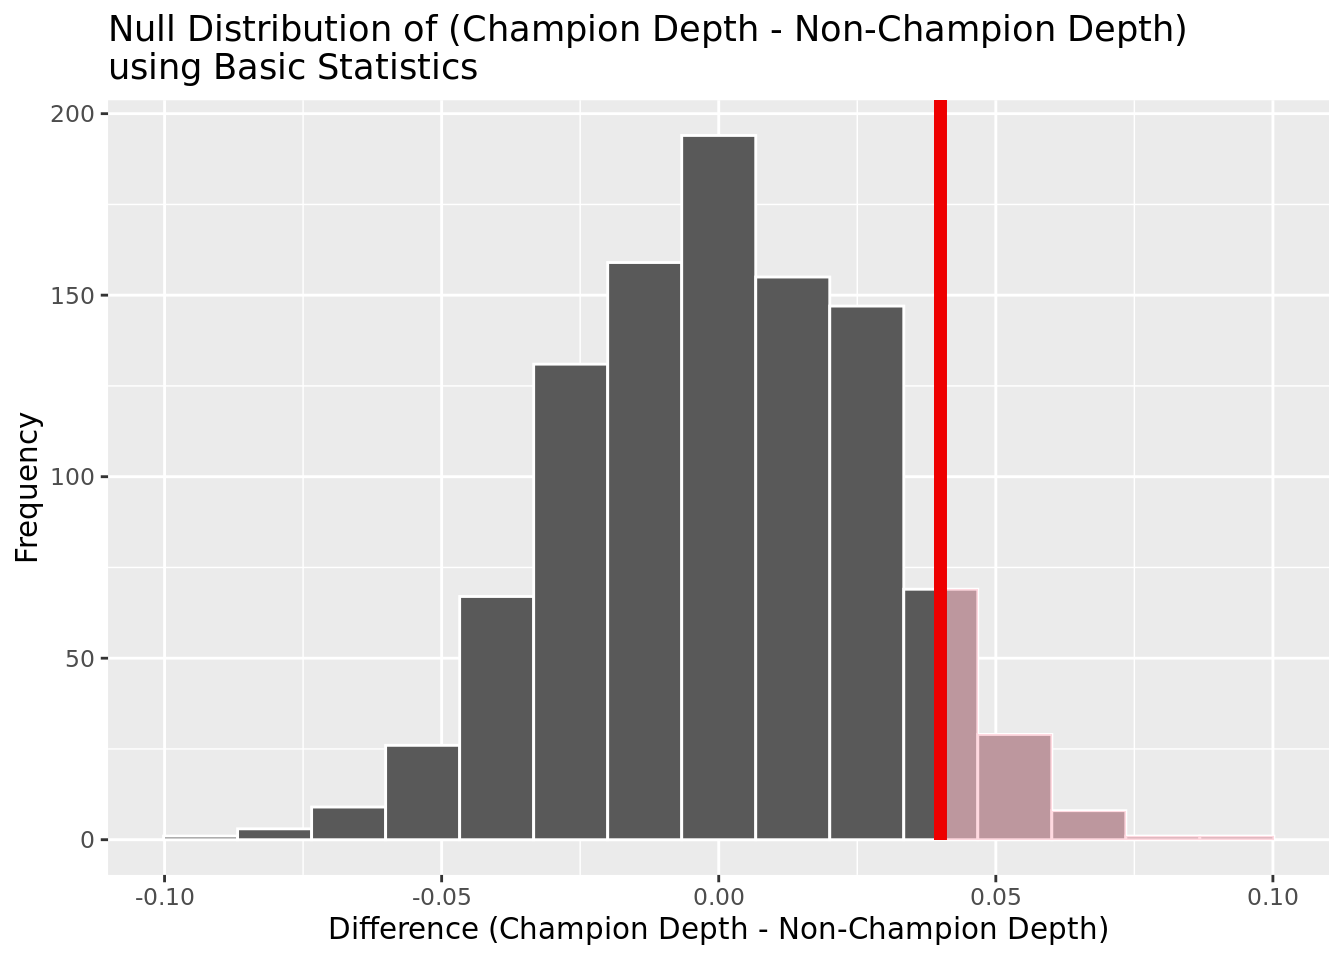 Null Distribution of (Champion Depth - Non-Champion Depth)
using Basic Statistics
200
150
100
50
0
Frequency
-0.10
-0.05
0.00
0.05
0.10
Difference (Champion Depth - Non-Champion Depth)